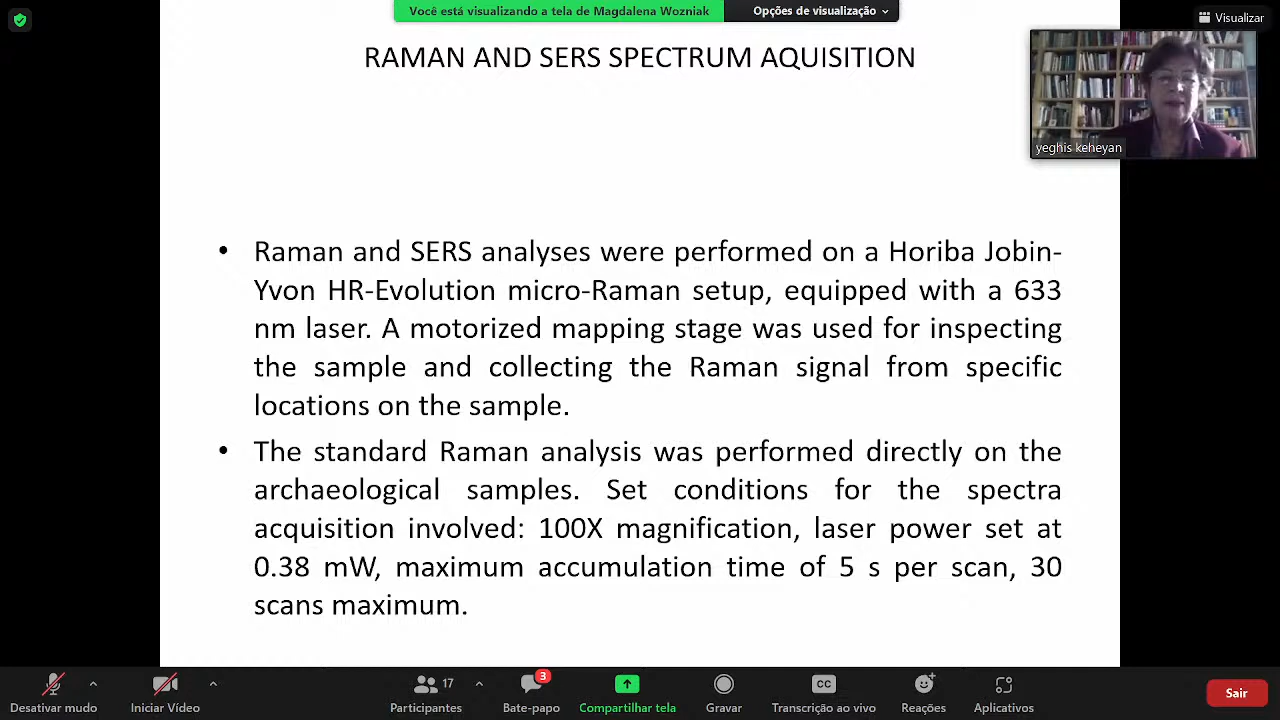 Você está visualizando a tela de Magdalena Wozniak
Opções de visualização
Visualizar
RAMAN AND SERS SPECTRUM AQUISITION
yeghis keheyan
• Raman and SERS analyses were performed on a Horiba Jobin-
Yvon HR-Evolution micro-Raman setup, equipped with a 633
nm laser. A motorized mapping stage was used for inspecting
the sample and collecting the Raman signal from specific
locations on the sample.
• The standard Raman analysis was performed directly on the
archaeological samples. Set conditions for the spectra
acquisition involved: 100X magnification, laser power set at
0.38 mW, maximum accumulation time of 5 s per scan, 30
scans maximum.
Desativar mudo
Iniciar Vídeo
17
Participantes
3
Bate-papo
Compartilhar tela
Gravar
CC
Transcrição ao vivo
Reações
Aplicativos
Sair